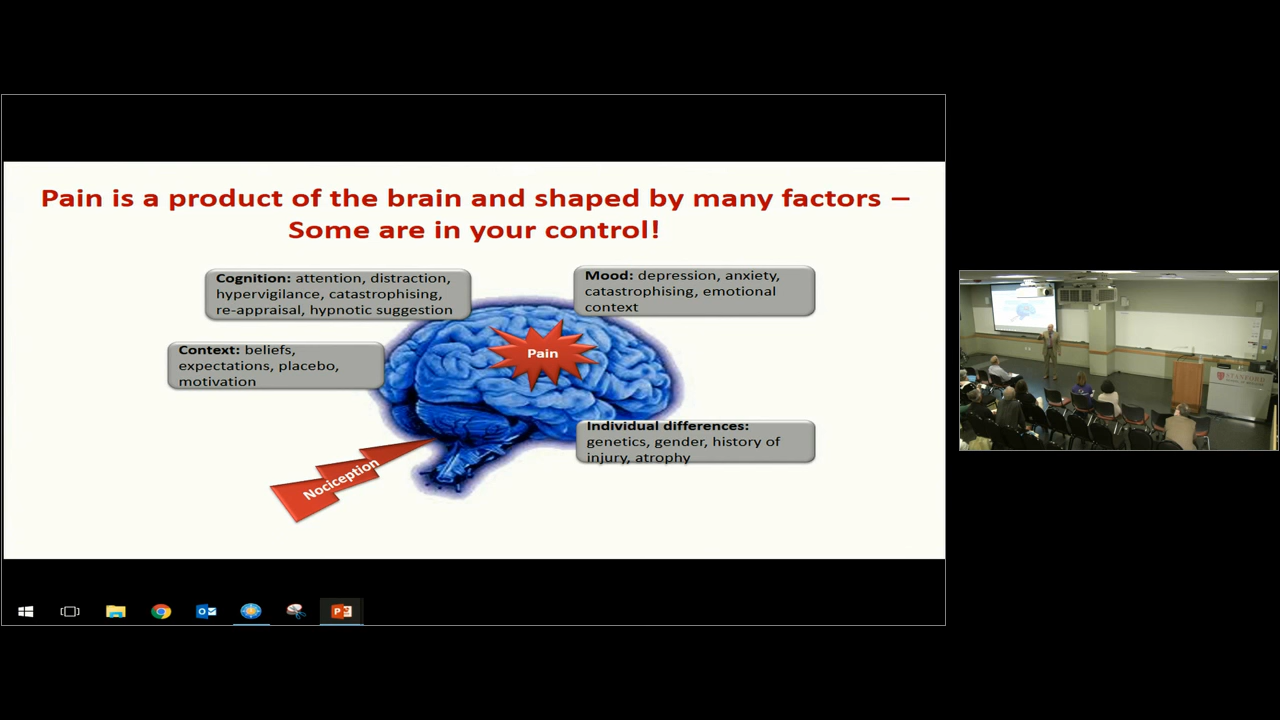 Pain is a product of the brain and shaped by many factors –
Some are in your control!
Cognition: attention, distraction,
hypervigilance, catastrophising,
re-appraisal, hypnotic suggestion
Mood: depression, anxiety,
catastrophising, emotional
context
Context: beliefs,
expectations, placebo,
motivation
Pain
Individual differences:
genetics, gender, history of
injury, atrophy
Nociception
STANFORD